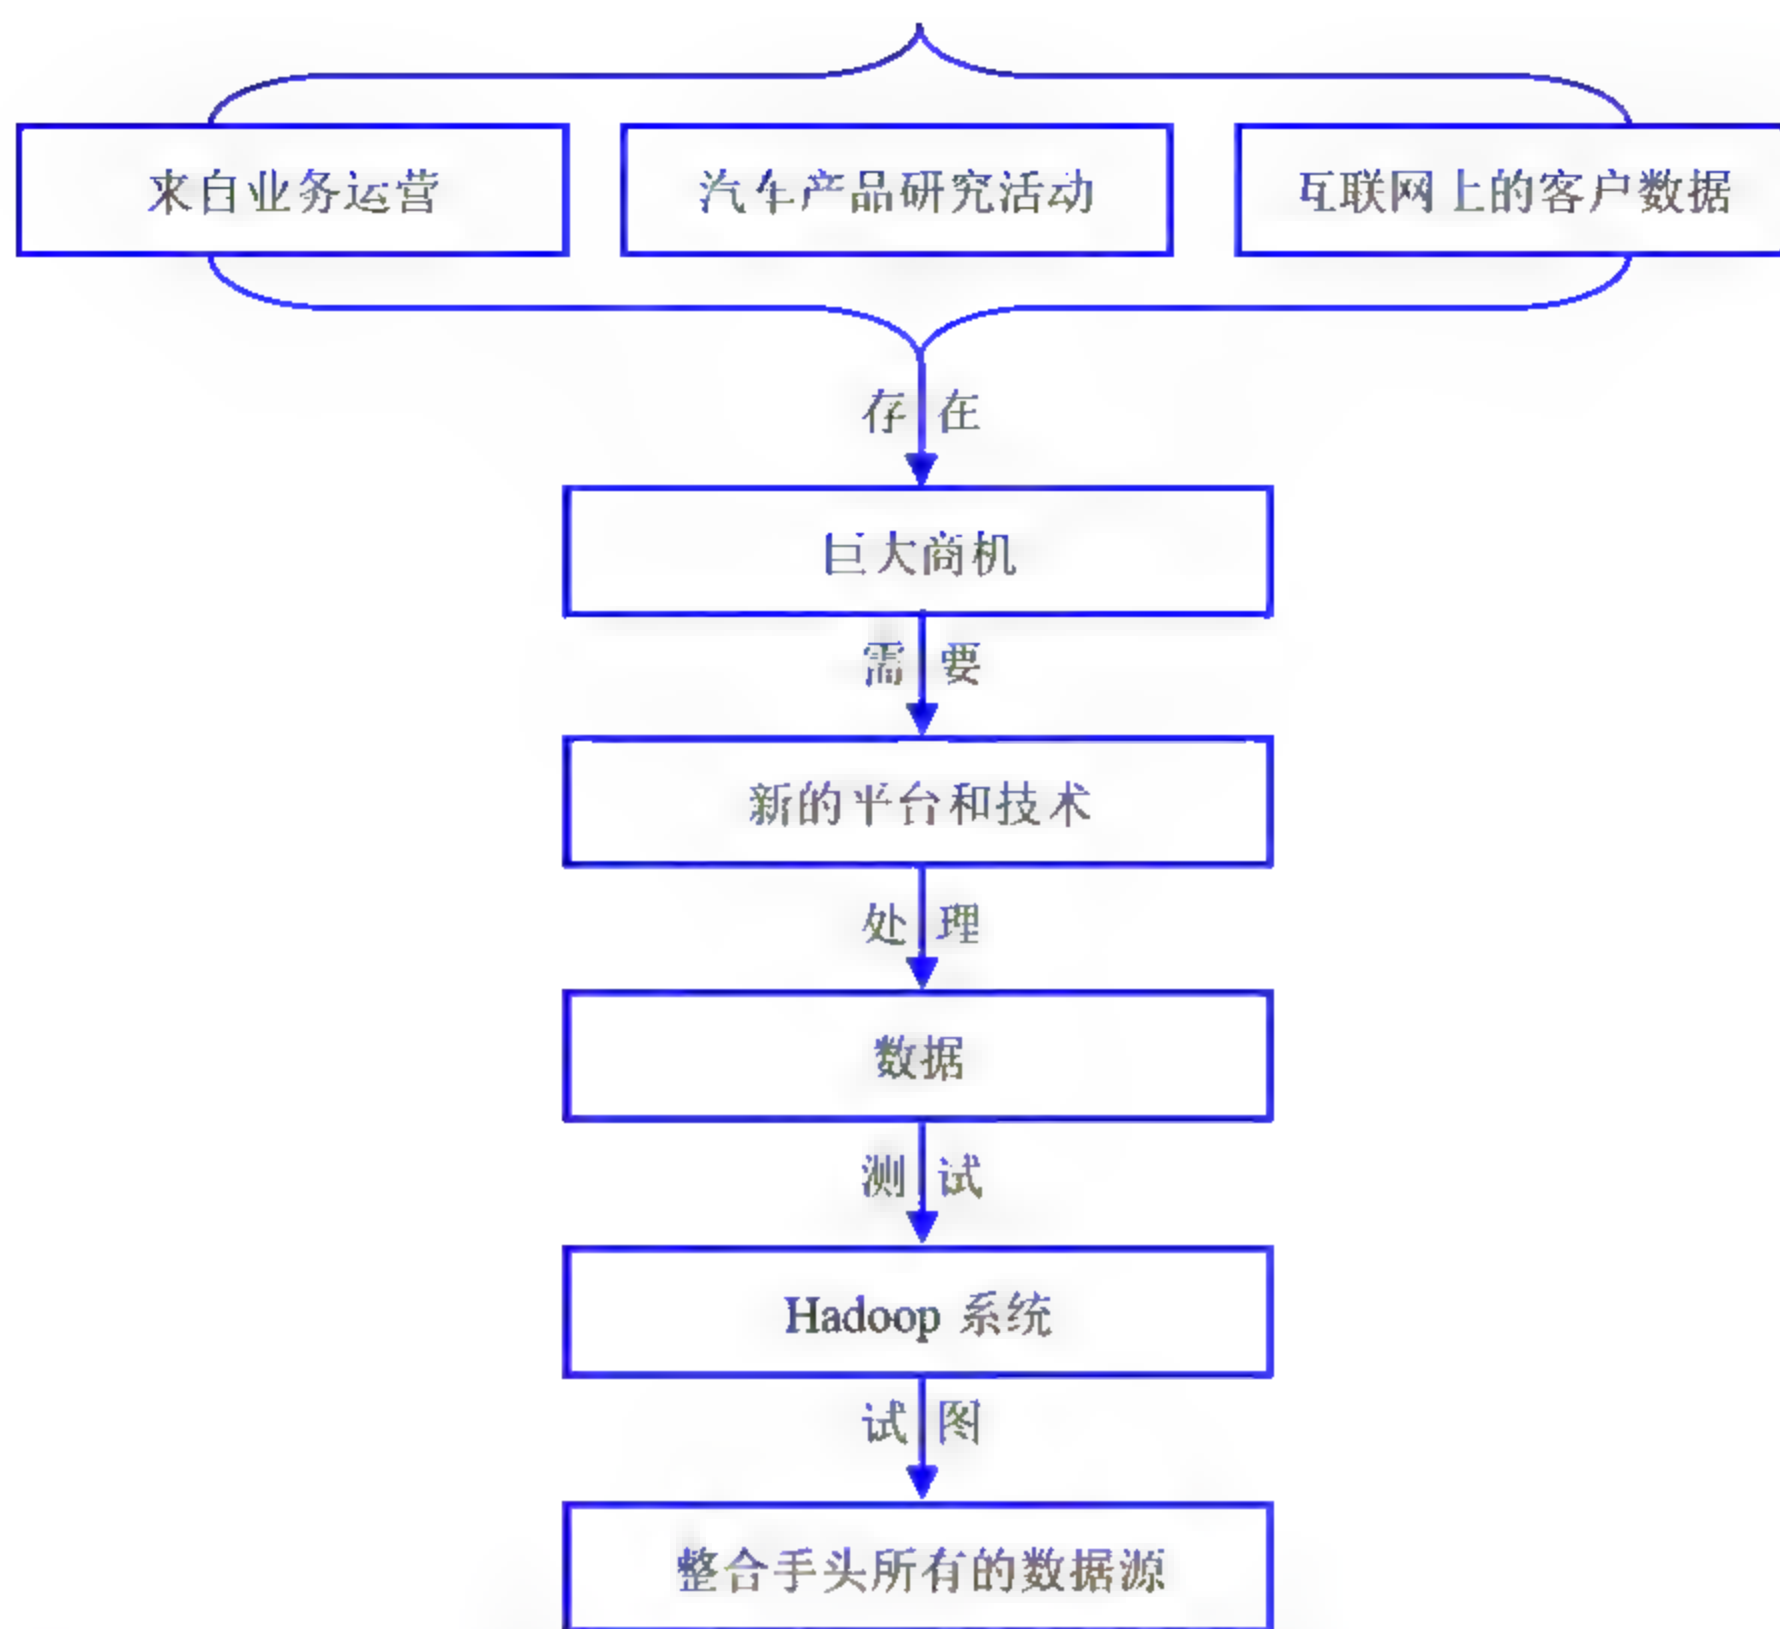 来自业务运营
汽车产品研究活动
互联网上的客户数据
存在
巨大商机
需要
新的平台和技术
处理
数据
测试
Hadoop 系统
试图
整合手头所有的数据源